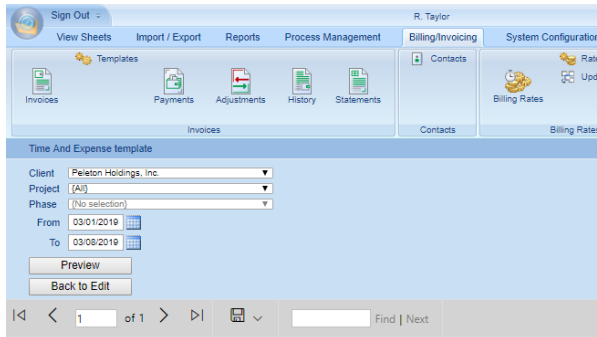 Sign Out
R. Taylor
View Sheets Import / Export Reports Process Management Billing/Invoicing System Configuration
Templates Contacts Rate
Upd
Invoices Payments Adjustments History Statements Billing Rates
Invoices Contacts Billing Rates
Time And Expense template
Client Peleton Holdings, Inc.
Project {All}
Phase {No selection}
From 03/01/2019
To 03/08/2019
Preview
Back to Edit
1 of 1 Find | Next